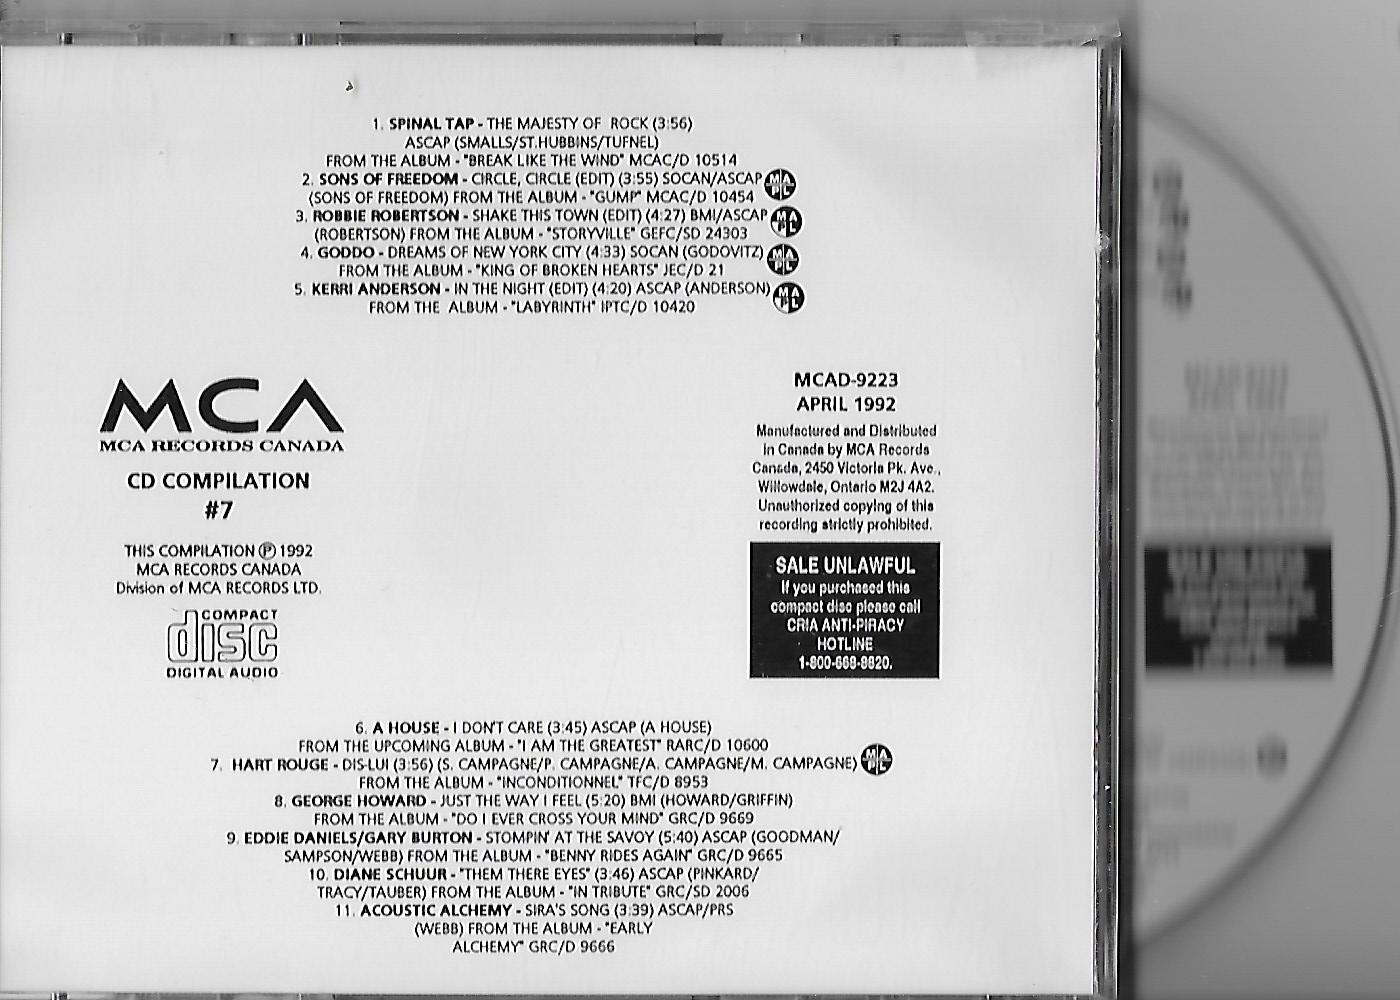 1. SPINAL TAP - THE MAJESTY OF ROCK (3:56)
ASCAP (SMALLS/ST.HUBBINS/TUFNEL)
FROM THE ALBUM - "BREAK LIKE THE WIND" MCAC/D 10514
2. SONS OF FREEDOM - CIRCLE, CIRCLE (EDIT) (3:55) SOCAN/ASCAP MAPL
(SONS OF FREEDOM) FROM THE ALBUM - "GUMP" MCAC/D 10454
3. ROBBIE ROBERTSON - SHAKE THIS TOWN (EDIT) (4:27) BMI/ASCAP MAPL
(ROBERTSON) FROM THE ALBUM - "STORYVILLE" GEFC/SD 24303
4. GODDO - DREAMS OF NEW YORK CITY (4:33) SOCAN (GODOVITZ) MAPL
FROM THE ALBUM - "KING OF BROKEN HEARTS" JEC/D 21
5. KERRI ANDERSON - IN THE NIGHT (EDIT) (4:20) ASCAP (ANDERSON) MAPL
FROM THE ALBUM - "LABYRINTH" IPTC/D 10420
MCA
MCA RECORDS CANADA
CD COMPILATION
#7
THIS COMPILATION Ⓟ 1992
MCA RECORDS CANADA
Division of MCA RECORDS LTD.
COMPACT
disc
DIGITAL AUDIO
MCAD-9223
APRIL 1992
Manufactured and Distributed
in Canada by MCA Records
Canada, 2450 Victoria Pk. Ave.,
Willowdale, Ontario M2J 4A2.
Unauthorized copying of this
recording strictly prohibited.
SALE UNLAWFUL
If you purchased this
compact disc please call
CRIA ANTI-PIRACY
HOTLINE
1-800-668-8820.
6. A HOUSE - I DON'T CARE (3:45) ASCAP (A HOUSE)
FROM THE UPCOMING ALBUM - "I AM THE GREATEST" RARC/D 10600
7. HART ROUGE - DIS-LUI (3:56) (S. CAMPAGNE/P. CAMPAGNE/A. CAMPAGNE/M. CAMPAGNE) MAPL
FROM THE ALBUM - "INCONDITIONNEL" TFC/D 8953
8. GEORGE HOWARD - JUST THE WAY I FEEL (5:20) BMI (HOWARD/GRIFFIN)
FROM THE ALBUM - "DO I EVER CROSS YOUR MIND" GRC/D 9669
9. EDDIE DANIELS/GARY BURTON - STOMPIN' AT THE SAVOY (5:40) ASCAP (GOODMAN/
SAMPSON/WEBB) FROM THE ALBUM - "BENNY RIDES AGAIN" GRC/D 9665
10. DIANE SCHUUR - "THEM THERE EYES" (3:46) ASCAP (PINKARD/
TRACY/TAUBER) FROM THE ALBUM - "IN TRIBUTE" GRC/SD 2006
11. ACOUSTIC ALCHEMY - SIRA'S SONG (3:39) ASCAP/PRS
(WEBB) FROM THE ALBUM - "EARLY
ALCHEMY" GRC/D 9666